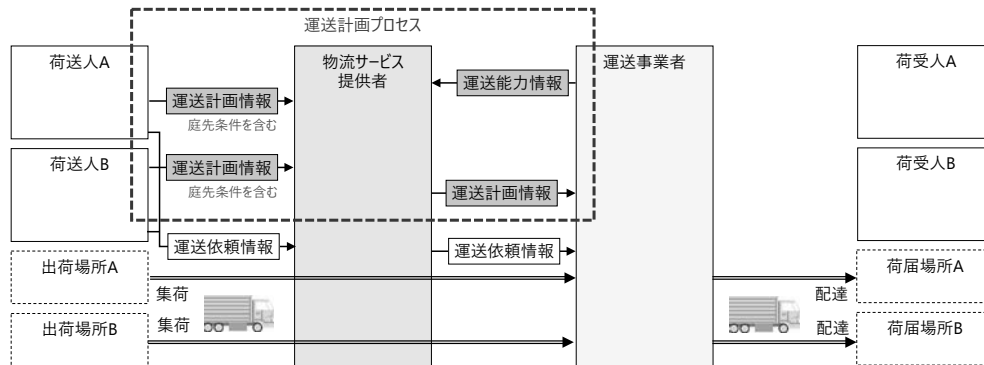 運送計画プロセス
荷送人A
物流サービス
提供者
運送事業者
荷受人A
運送能力情報
運送計画情報
庭先条件を含む
荷送人B
荷受人B
運送計画情報
庭先条件を含む
運送計画情報
運送依頼情報
運送依頼情報
出荷場所A
荷届場所A
集荷
配達
集荷
配達
出荷場所B
荷届場所B